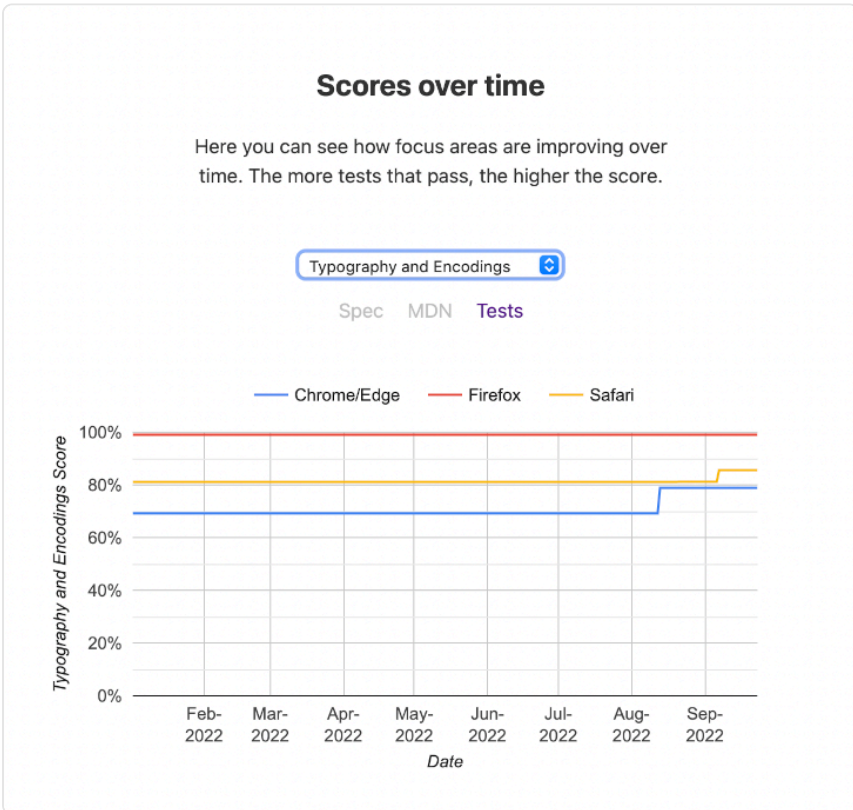 Scores over time
Here you can see how focus areas are improving over
time. The more tests that pass, the higher the score.
Typography and Encodings
Spec MDN Tests
Chrome/Edge Firefox Safari
Typography and Encodings Score
100%
80%
60%
40%
20%
0%
Feb- Mar- Apr- May- Jun- Jul- Aug- Sep-
2022 2022 2022 2022 2022 2022 2022 2022
Date